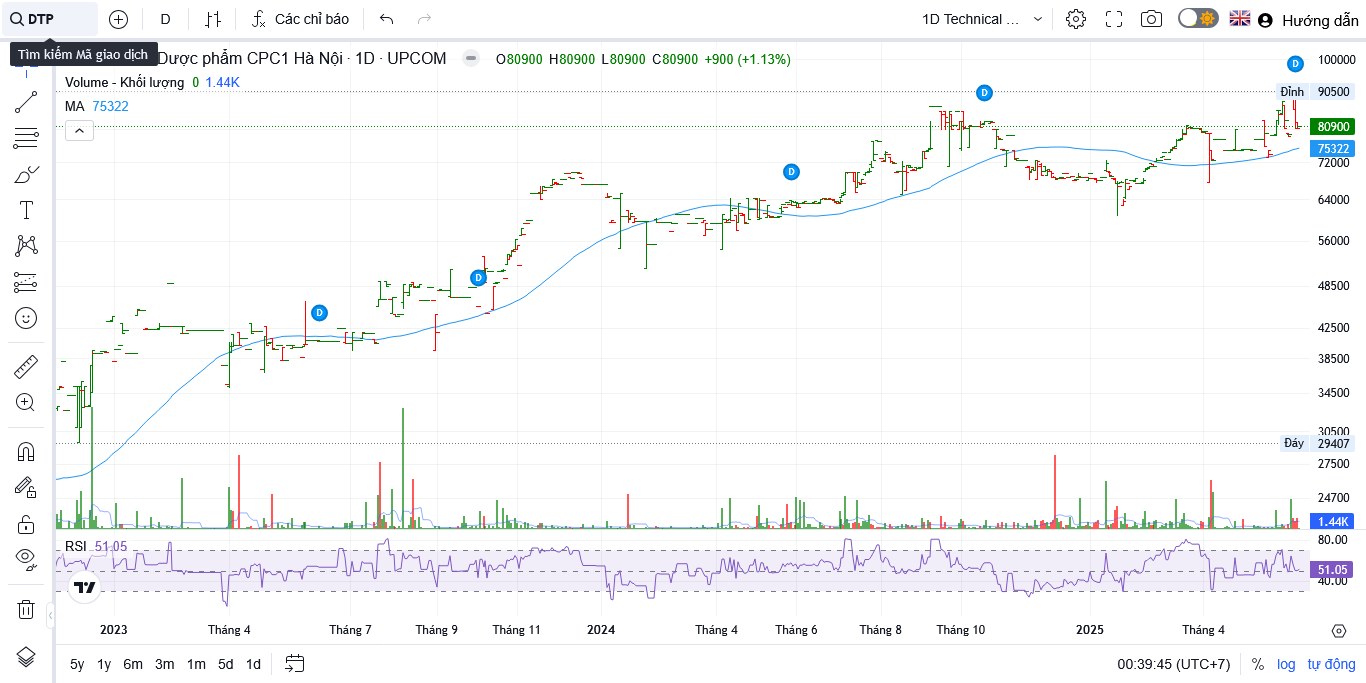 DTP
D
Các chỉ báo
1D Technical ...
Hướng dẫn
Tìm kiếm Mã giao dịch
Dược phẩm CPC1 Hà Nội · 1D · UPCOM
O80900 H80900 L80900 C80900 +900 (+1.13%)
Volume - Khối lượng 0 1.44K
MA 75322
D
D
D
D
D
100000
Đỉnh 90500
80900
75322
72000
64000
56000
48500
42500
38500
34500
30500
Đáy 29407
27500
24700
1.44K
RSI 51.05
80.00
51.05
40.00
2023 Tháng 4 Tháng 7 Tháng 9 Tháng 11 2024 Tháng 4 Tháng 6 Tháng 8 Tháng 10 2025 Tháng 4
5y 1y 6m 3m 1m 5d 1d
00:39:45 (UTC+7) % log tự động